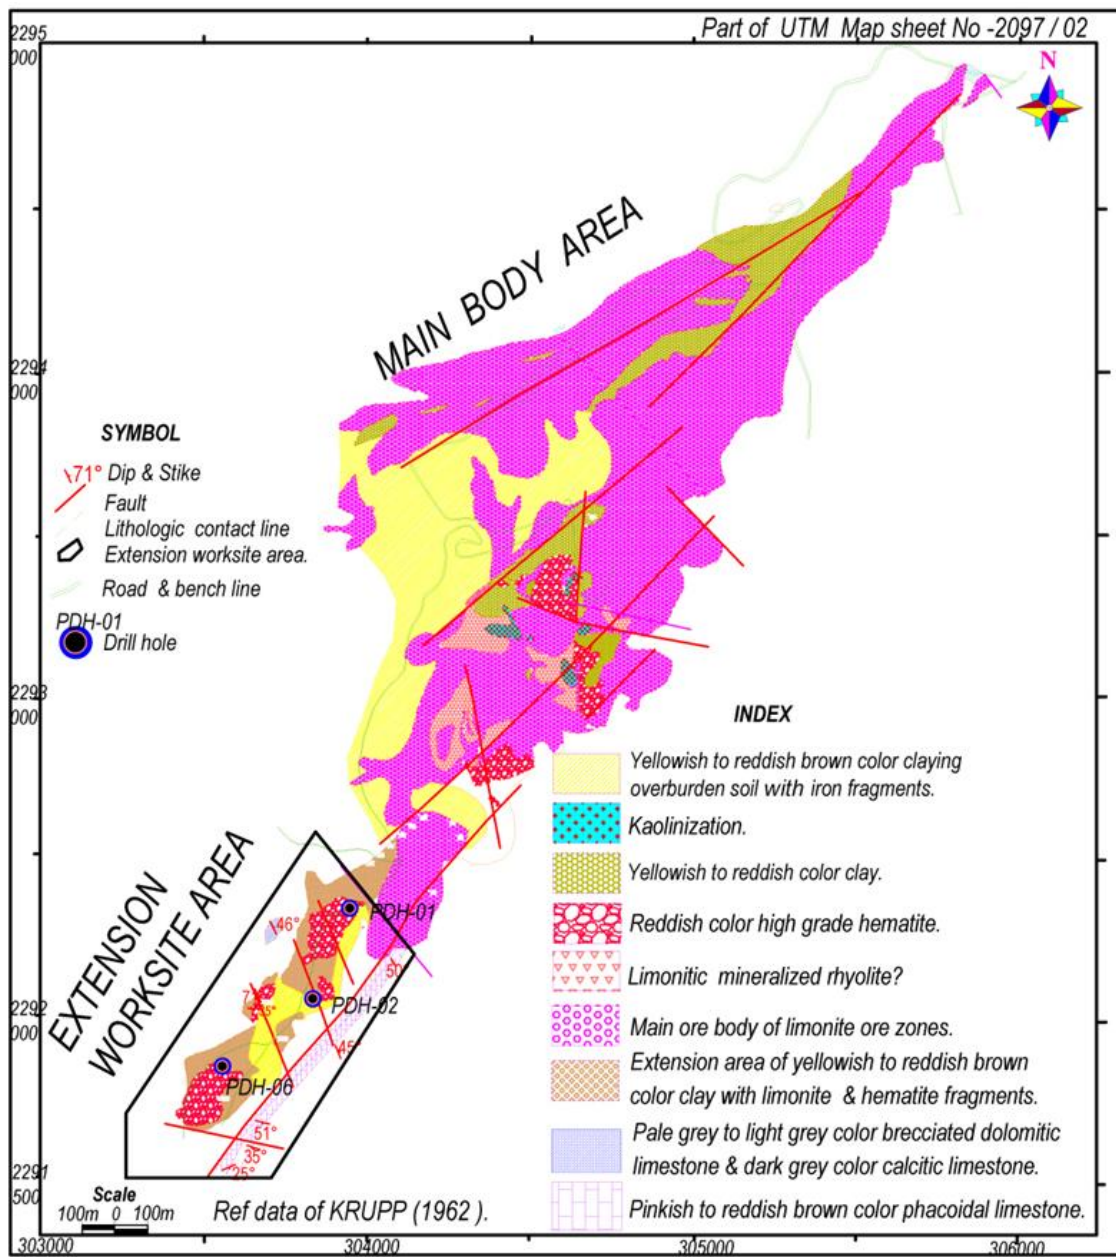 Part of UTM Map sheet No -2097 / 02
2295
000
N
MAIN BODY AREA
2294
000
SYMBOL
71° Dip & Stike
Fault
Lithologic contact line
Extension worksite area.
Road & bench line
PDH-01
Drill hole
2293
000
INDEX
Yellowish to reddish brown color claying
overburden soil with iron fragments.
Kaolinization.
Yellowish to reddish color clay.
Reddish color high grade hematite.
Limonitic mineralized rhyolite?
Main ore body of limonite ore zones.
Extension area of yellowish to reddish brown
color clay with limonite & hematite fragments.
Pale grey to light grey color brecciated dolomitic
limestone & dark grey color calcitic limestone.
Pinkish to reddish brown color phacoidal limestone.
EXTENSION
WORKSITE AREA
PDH-01
46°
50
2292
000
PDH-02
45°
PDH-06
51°
35°
25°
2291
500
Scale
100m 0 100m
Ref data of KRUPP (1962 ).
303000
304000
305000
306000